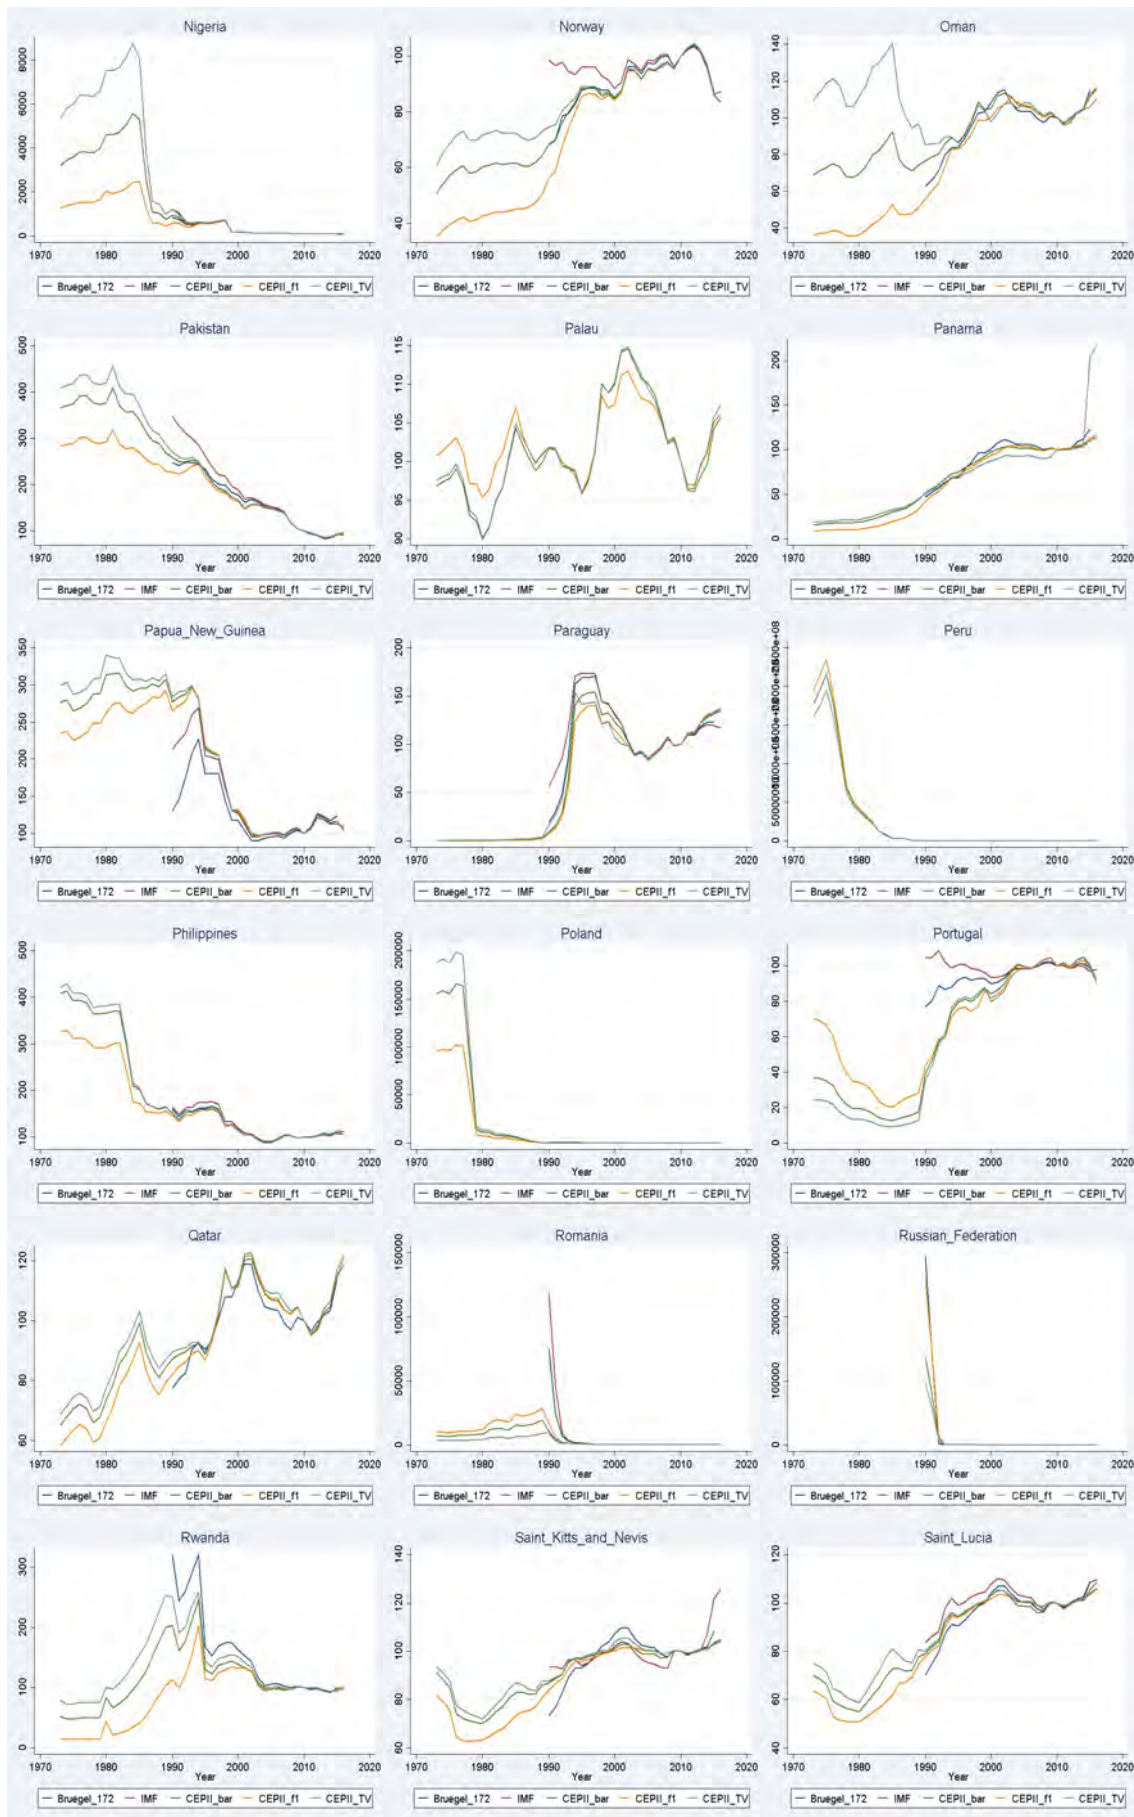 Nigeria
8000
6000
4000
2000
0
1970 1980 1990 2000 2010 2020
Year
Bruegel_172 IMF CEPII_bar CEPII_f1 CEPII_TV
Norway
100
80
60
40
1970 1980 1990 2000 2010 2020
Year
Bruegel_172 IMF CEPII_bar CEPII_f1 CEPII_TV
Oman
140
120
100
80
60
40
1970 1980 1990 2000 2010 2020
Year
Bruegel_172 IMF CEPII_bar CEPII_f1 CEPII_TV
Pakistan
500
400
300
200
100
1970 1980 1990 2000 2010 2020
Year
Bruegel_172 IMF CEPII_bar CEPII_f1 CEPII_TV
Palau
115
110
105
100
95
90
1970 1980 1990 2000 2010 2020
Year
Bruegel_172 IMF CEPII_bar CEPII_f1 CEPII_TV
Panama
200
150
100
50
0
1970 1980 1990 2000 2010 2020
Year
Bruegel_172 IMF CEPII_bar CEPII_f1 CEPII_TV
Papua_New_Guinea
350
300
250
200
150
100
1970 1980 1990 2000 2010 2020
Year
Bruegel_172 IMF CEPII_bar CEPII_f1 CEPII_TV
Paraguay
200
150
100
50
0
1970 1980 1990 2000 2010 2020
Year
Bruegel_172 IMF CEPII_bar CEPII_f1 CEPII_TV
Peru
0
1970 1980 1990 2000 2010 2020
Year
Bruegel_172 IMF CEPII_bar CEPII_f1 CEPII_TV
Philippines
500
400
300
200
100
1970 1980 1990 2000 2010 2020
Year
Bruegel_172 IMF CEPII_bar CEPII_f1 CEPII_TV
Poland
200000
150000
100000
50000
0
1970 1980 1990 2000 2010 2020
Year
Bruegel_172 IMF CEPII_bar CEPII_f1 CEPII_TV
Portugal
100
80
60
40
20
0
1970 1980 1990 2000 2010 2020
Year
Bruegel_172 IMF CEPII_bar CEPII_f1 CEPII_TV
Qatar
120
100
80
60
1970 1980 1990 2000 2010 2020
Year
Bruegel_172 IMF CEPII_bar CEPII_f1 CEPII_TV
Romania
150000
100000
50000
0
1970 1980 1990 2000 2010 2020
Year
Bruegel_172 IMF CEPII_bar CEPII_f1 CEPII_TV
Russian_Federation
300000
200000
100000
0
1970 1980 1990 2000 2010 2020
Year
Bruegel_172 IMF CEPII_bar CEPII_f1 CEPII_TV
Rwanda
300
200
100
0
1970 1980 1990 2000 2010 2020
Year
Bruegel_172 IMF CEPII_bar CEPII_f1 CEPII_TV
Saint_Kitts_and_Nevis
140
120
100
80
60
1970 1980 1990 2000 2010 2020
Year
Bruegel_172 IMF CEPII_bar CEPII_f1 CEPII_TV
Saint_Lucia
120
100
80
60
40
1970 1980 1990 2000 2010 2020
Year
Bruegel_172 IMF CEPII_bar CEPII_f1 CEPII_TV